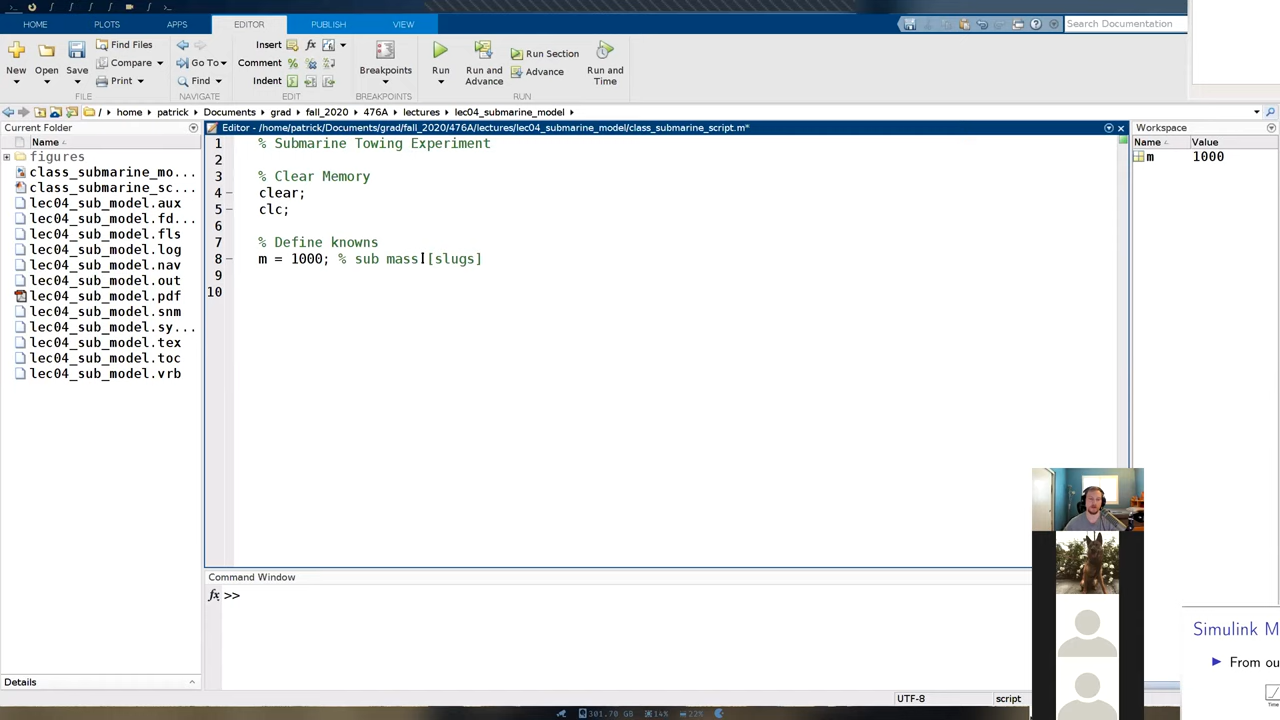 HOME PLOTS APPS EDITOR PUBLISH VIEW
Search Documentation
New Open Save Find Files Compare Print
Go To Find
Insert Comment Indent
Breakpoints
Run Run and Advance Run Section Advance Run and Time
FILE NAVIGATE EDIT BREAKPOINTS RUN
/ home patrick Documents grad fall_2020 476A lectures lec04_submarine_model
Current Folder
Name
figures
class_submarine_mo...
class_submarine_sc...
lec04_sub_model.aux
lec04_sub_model.fd...
lec04_sub_model.fls
lec04_sub_model.log
lec04_sub_model.nav
lec04_sub_model.out
lec04_sub_model.pdf
lec04_sub_model.snm
lec04_sub_model.sy...
lec04_sub_model.tex
lec04_sub_model.toc
lec04_sub_model.vrb
Details
Editor - /home/patrick/Documents/grad/fall_2020/476A/lectures/lec04_submarine_model/class_submarine_script.m*
1 % Submarine Towing Experiment
2
3 % Clear Memory
4 clear;
5 clc;
6
7 % Define knowns
8 m = 1000; % sub mass [slugs]
9
10
Command Window
fx >>
Workspace
Name Value
m 1000
Simulink M
From ou
Time
UTF-8 script
301.70 GB 14% 22%